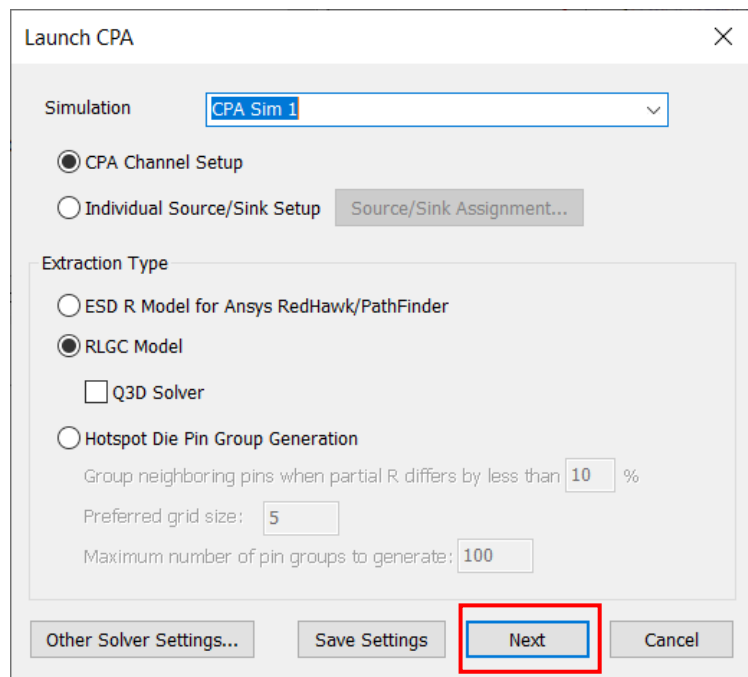 Launch CPA
Simulation CPA Sim 1
CPA Channel Setup
Individual Source/Sink Setup Source/Sink Assignment...
Extraction Type
ESD R Model for Ansys RedHawk/PathFinder
RLGC Model
Q3D Solver
Hotspot Die Pin Group Generation
Group neighboring pins when partial R differs by less than 10 %
Preferred grid size: 5
Maximum number of pin groups to generate: 100
Other Solver Settings... Save Settings Next Cancel